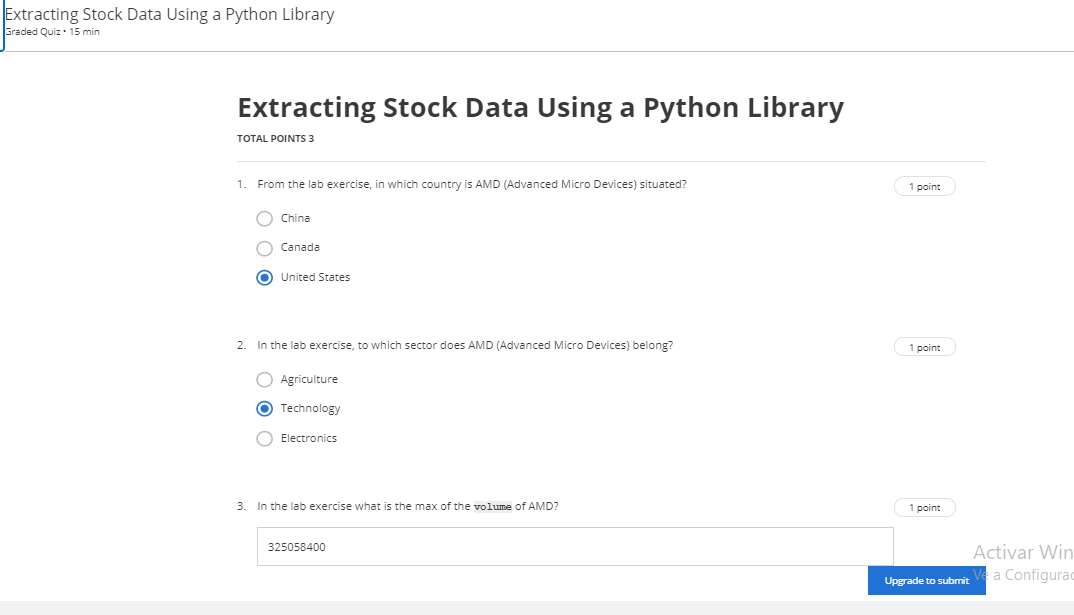 Extracting Stock Data Using a Python Library
Graded Quiz • 15 min
Extracting Stock Data Using a Python Library
TOTAL POINTS 3
1. From the lab exercise, in which country is AMD (Advanced Micro Devices) situated?
1 point
China
Canada
United States
2. In the lab exercise, to which sector does AMD (Advanced Micro Devices) belong?
1 point
Agriculture
Technology
Electronics
3. In the lab exercise what is the max of the volume of AMD?
1 point
325058400
Activar Win
Ve a Configurac
Upgrade to submit